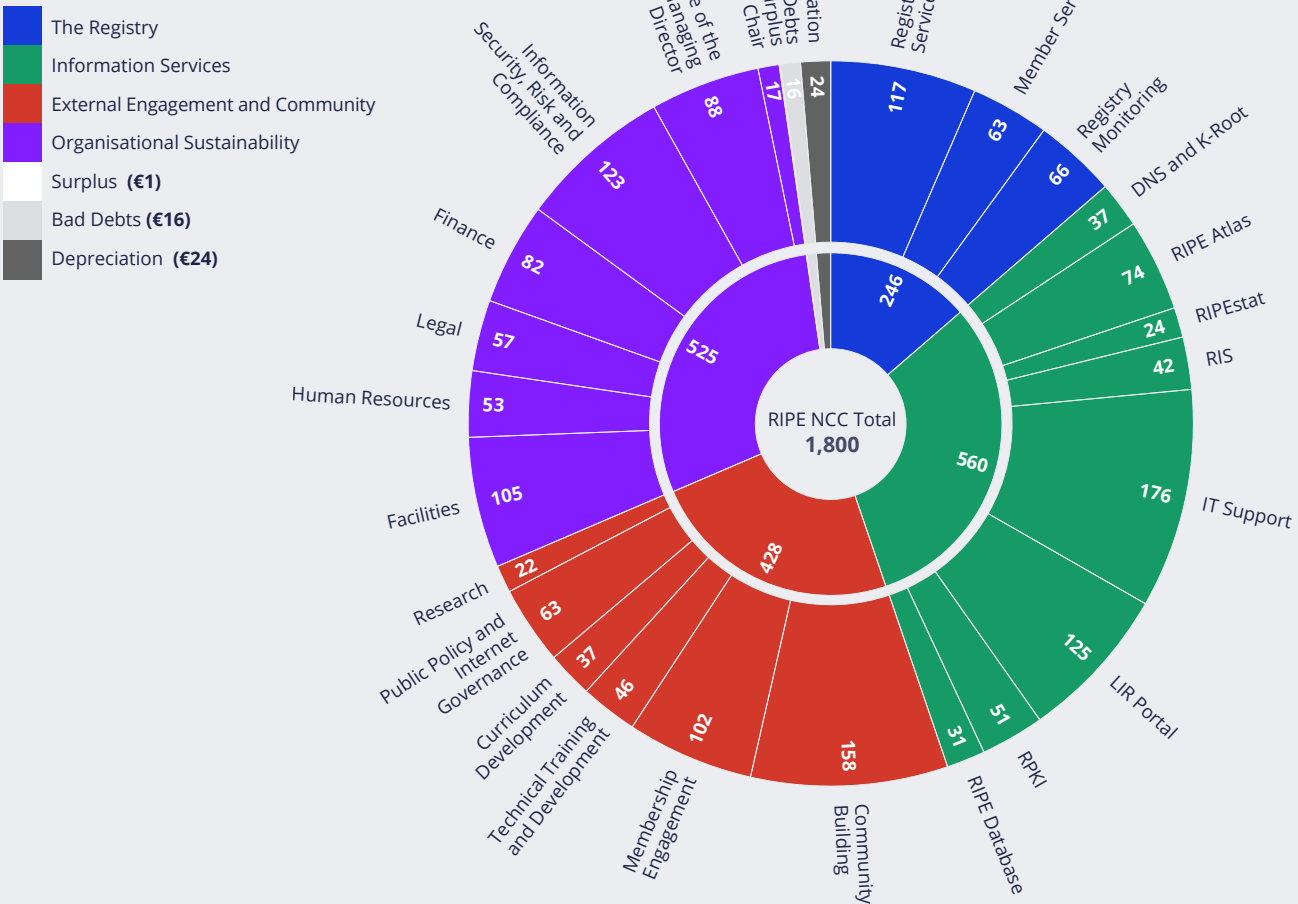 The Registry
Information Services
External Engagement and Community
Organisational Sustainability
Surplus (€1)
Bad Debts (€16)
Depreciation (€24)
RIPE NCC Total
1,800
246
560
428
525
117
63
Registry
Monitoring
66
DNS and K-Root
37
RIPE Atlas
74
RIPEstat
24
RIS
42
IT Support
176
LIR Portal
125
RPKI
51
RIPE Database
31
Community
Building
158
Membership
Engagement
102
Technical Training
and Development
46
Curriculum
Development
37
Public Policy and
Internet
Governance
63
Research
22
Facilities
105
Human Resources
53
Legal
57
Finance
82
Information
Security, Risk and
Compliance
123
of the
Director
88
Chair
17
Debts
16
24
Member